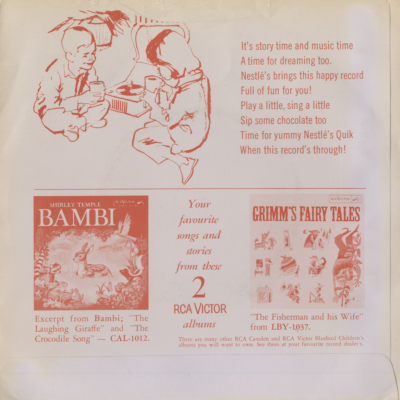 It's story time and music time
A time for dreaming too.
Nestlé's brings this happy record
Full of fun for you!
Play a little, sing a little
Sip some chocolate too
Time for yummy Nestlé's Quik
When this record's through!
SHIRLEY TEMPLE
BAMBI
Excerpt from Bambi; "The
Laughing Giraffe" and "The
Crocodile Song" — CAL-1012.
Your
favourite
songs and
stories
from these
2
RCA VICTOR
albums
GRIMM'S FAIRY TALES
"The Fisherman and his Wife"
from LBY-1037.
There are many other RCA Camden and RCA Victor Bluebird Children's
albums you will want to own. See them at your favourite record dealer's.